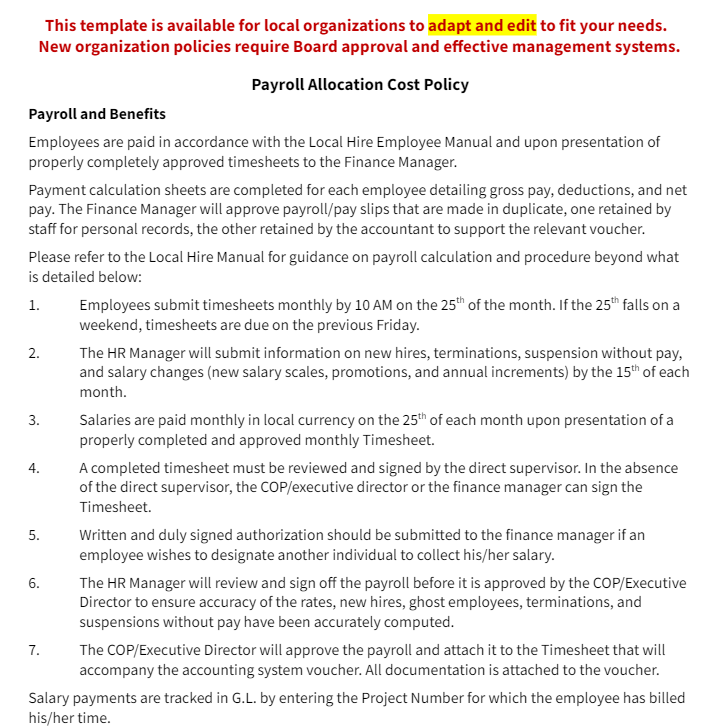 This template is available for local organizations to adapt and edit to fit your needs.
New organization policies require Board approval and effective management systems.
Payroll Allocation Cost Policy
Payroll and Benefits
Employees are paid in accordance with the Local Hire Employee Manual and upon presentation of
properly completely approved timesheets to the Finance Manager.
Payment calculation sheets are completed for each employee detailing gross pay, deductions, and net
pay. The Finance Manager will approve payroll/pay slips that are made in duplicate, one retained by
staff for personal records, the other retained by the accountant to support the relevant voucher.
Please refer to the Local Hire Manual for guidance on payroll calculation and procedure beyond what
is detailed below:
1. Employees submit timesheets monthly by 10 AM on the 25th of the month. If the 25th falls on a
weekend, timesheets are due on the previous Friday.
2. The HR Manager will submit information on new hires, terminations, suspension without pay,
and salary changes (new salary scales, promotions, and annual increments) by the 15th of each
month.
3. Salaries are paid monthly in local currency on the 25th of each month upon presentation of a
properly completed and approved monthly Timesheet.
4. A completed timesheet must be reviewed and signed by the direct supervisor. In the absence
of the direct supervisor, the COP/executive director or the finance manager can sign the
Timesheet.
5. Written and duly signed authorization should be submitted to the finance manager if an
employee wishes to designate another individual to collect his/her salary.
6. The HR Manager will review and sign off the payroll before it is approved by the COP/Executive
Director to ensure accuracy of the rates, new hires, ghost employees, terminations, and
suspensions without pay have been accurately computed.
7. The COP/Executive Director will approve the payroll and attach it to the Timesheet that will
accompany the accounting system voucher. All documentation is attached to the voucher.
Salary payments are tracked in G.L. by entering the Project Number for which the employee has billed
his/her time.